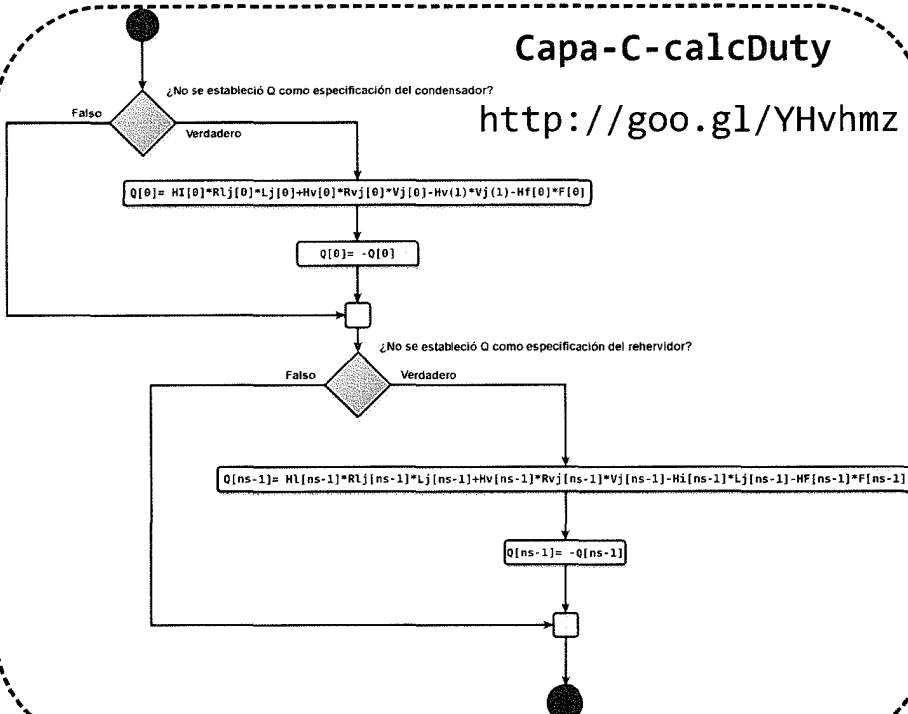 Capa-C-calcDuty
http://goo.gl/YHvhmz
¿No se estableció Q como especificación del condensador?
Falso
Verdadero
Q[0]= HI[0]*Rlj[0]*Lj[0]+Hv[0]*Rvj[0]*Vj[0]-Hv(1)*Vj(1)-Hf[0]*F[0]
Q[0]= -Q[0]
¿No se estableció Q como especificación del rehervidor?
Falso
Verdadero
Q[ns-1]= Hl[ns-1]*Rlj[ns-1]*Lj[ns-1]+Hv[ns-1]*Rvj[ns-1]*Vj[ns-1]-Hi[ns-1]*Lj[ns-1]-HF[ns-1]*F[ns-1]
Q[ns-1]= -Q[ns-1]